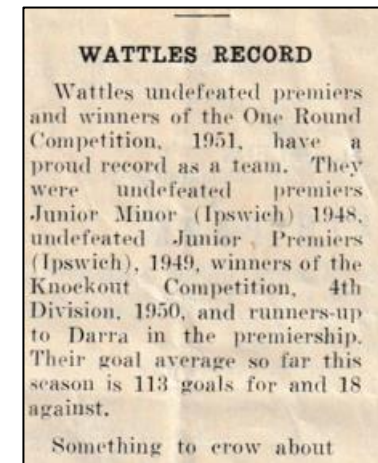 WATTLES RECORD
Wattles undefeated premiers
and winners of the One Round
Competition, 1951, have a
proud record as a team. They
were undefeated premiers
Junior Minor (Ipswich) 1948,
undefeated Junior Premiers
(Ipswich), 1949, winners of the
Knockout Competition, 4th
Division, 1950, and runners-up
to Darra in the premiership.
Their goal average so far this
season is 113 goals for and 18
against.
Something to crow about